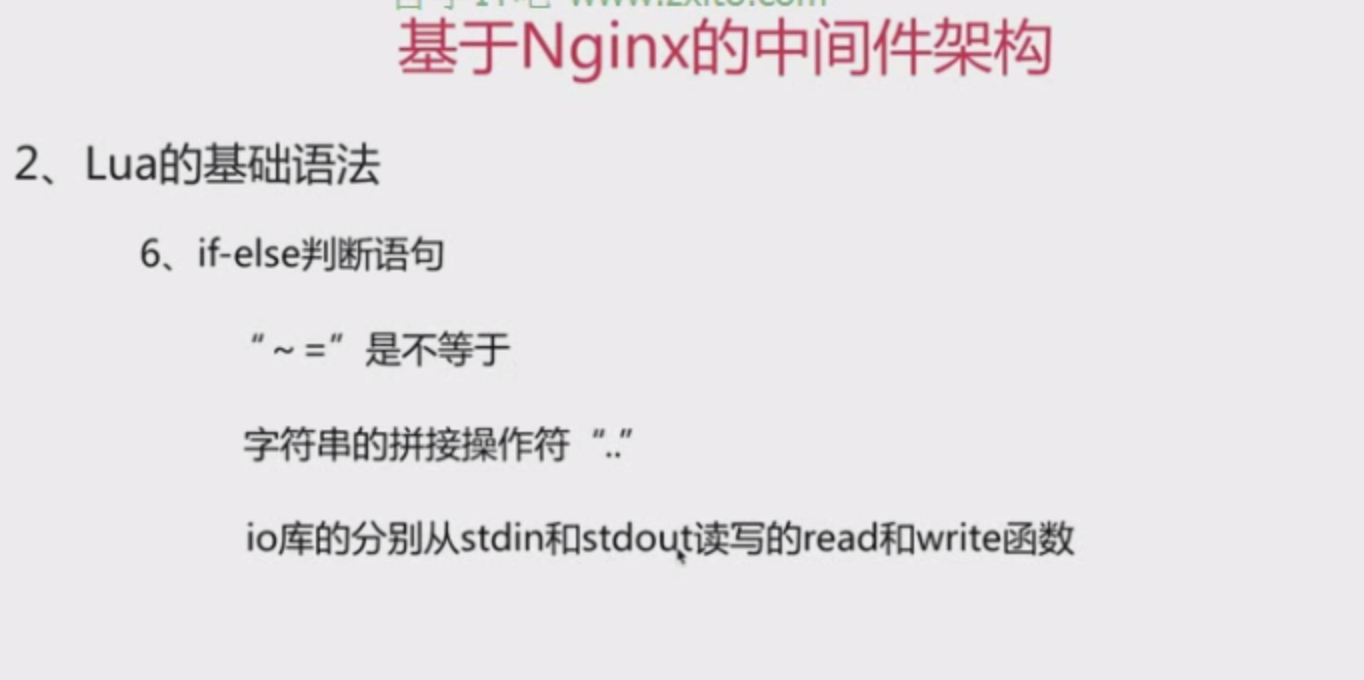 www.zxit8.com
基于Nginx的中间件架构
2、Lua的基础语法
6、if-else判断语句
“ ~ =”是不等于
字符串的拼接操作符“..”
io库的分别从stdin和stdout读写的read和write函数